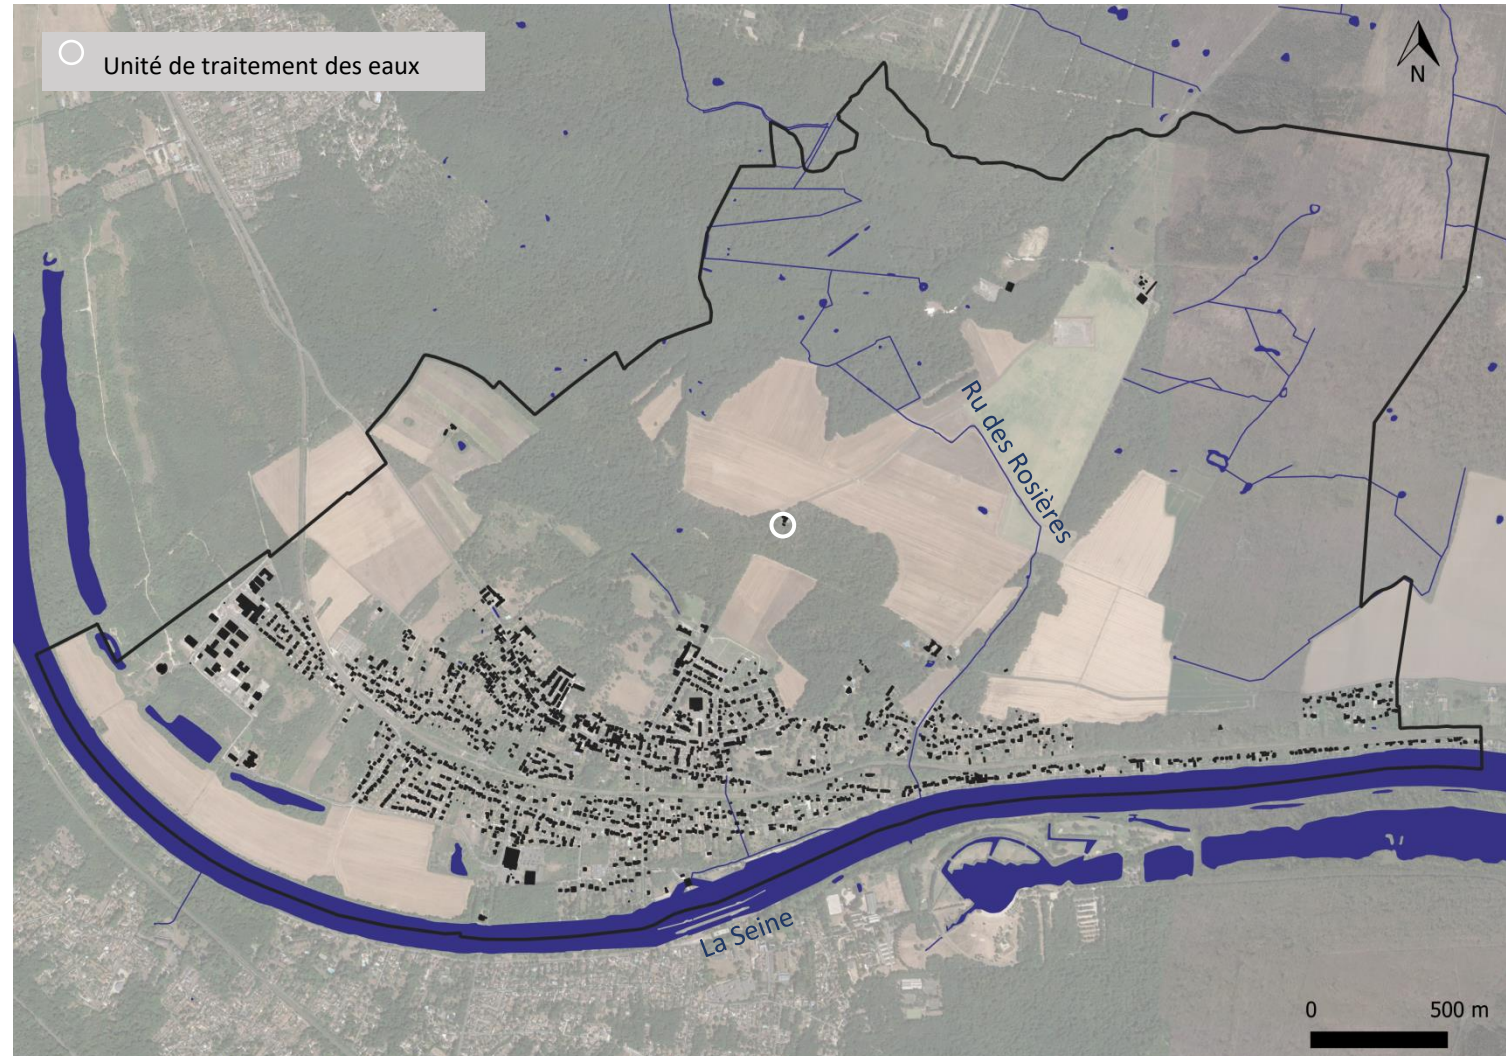 Unité de traitement des eaux
N
Ru des Rosières
La Seine
0 500 m